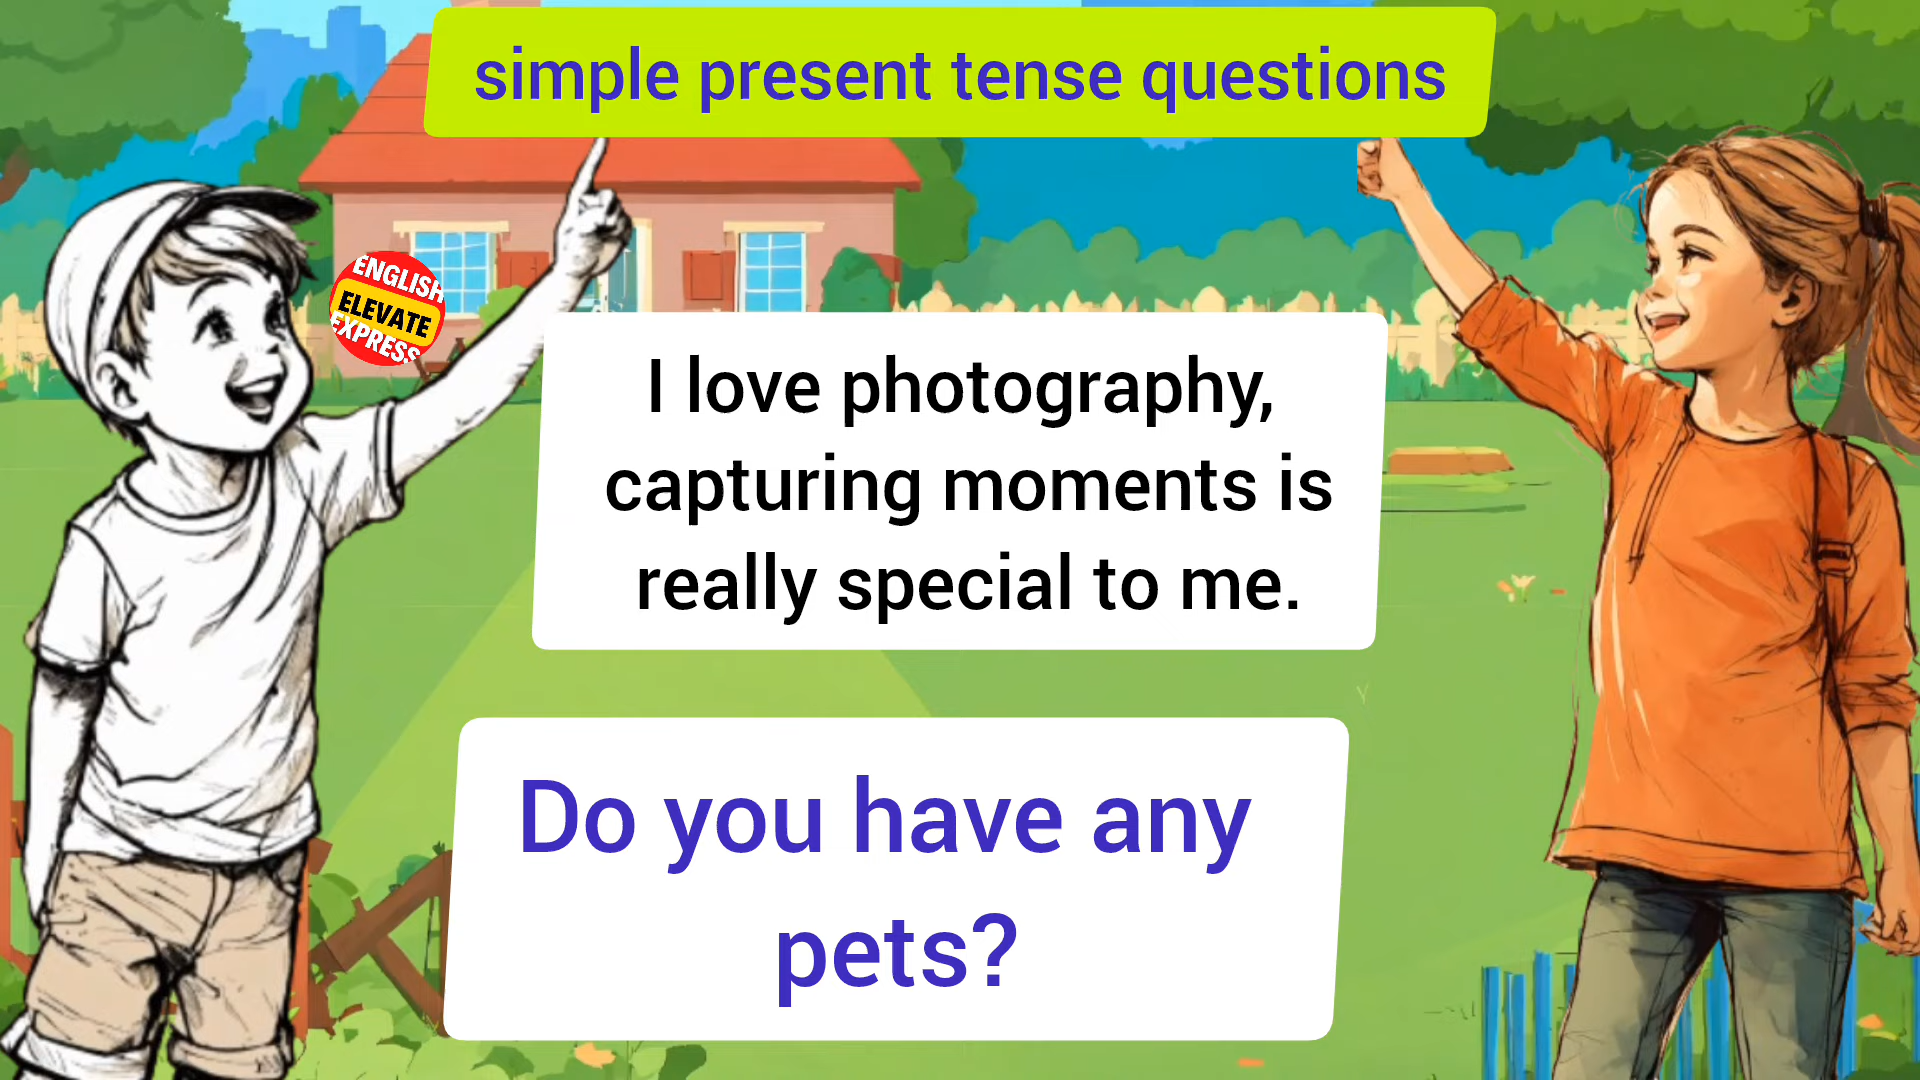 simple present tense questions
ENGLISH
ELEVATE
EXPRESS
I love photography,
capturing moments is
really special to me.
Do you have any
pets?